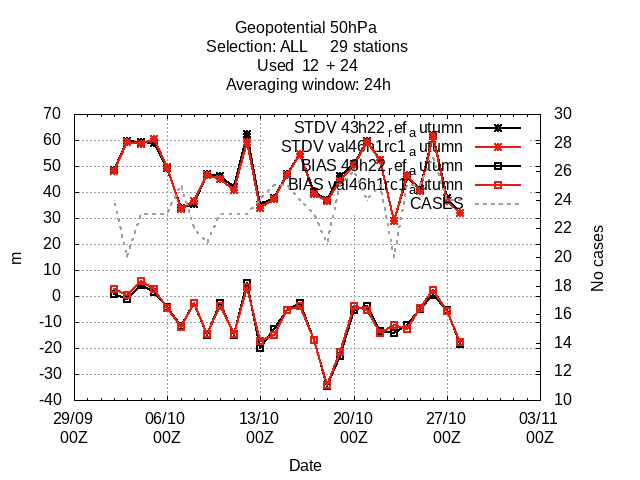 Geopotential 50hPa
Selection: ALL 29 stations
Used 12 + 24
Averaging window: 24h
70
60
50
40
30
20
10
0
-10
-20
-30
-40
m
30
28
26
24
22
20
18
16
14
12
10
No cases
STDV 43h22_ref_autumn
STDV val46h1rc1_autumn
BIAS 43h22_ref_autumn
BIAS val46h1rc1_autumn
CASES
29/09 06/10 13/10 20/10 27/10 03/11
00Z 00Z 00Z 00Z 00Z 00Z
Date